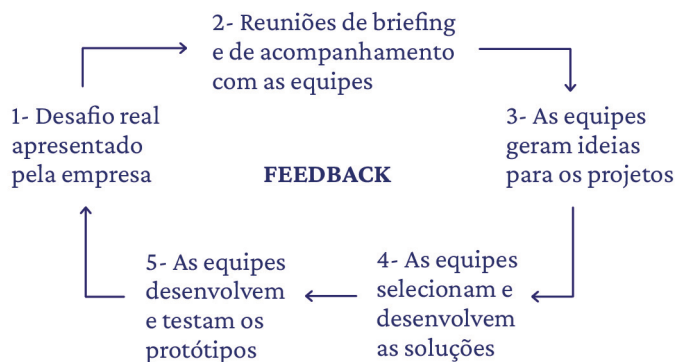 1- Desafio real
apresentado
pela empresa
2- Reuniões de briefing
e de acompanhamento
com as equipes
3- As equipes
geram ideias
para os projetos
FEEDBACK
4- As equipes
selecionam e
desenvolvem
as soluções
5- As equipes
desenvolvem
e testam os
protótipos